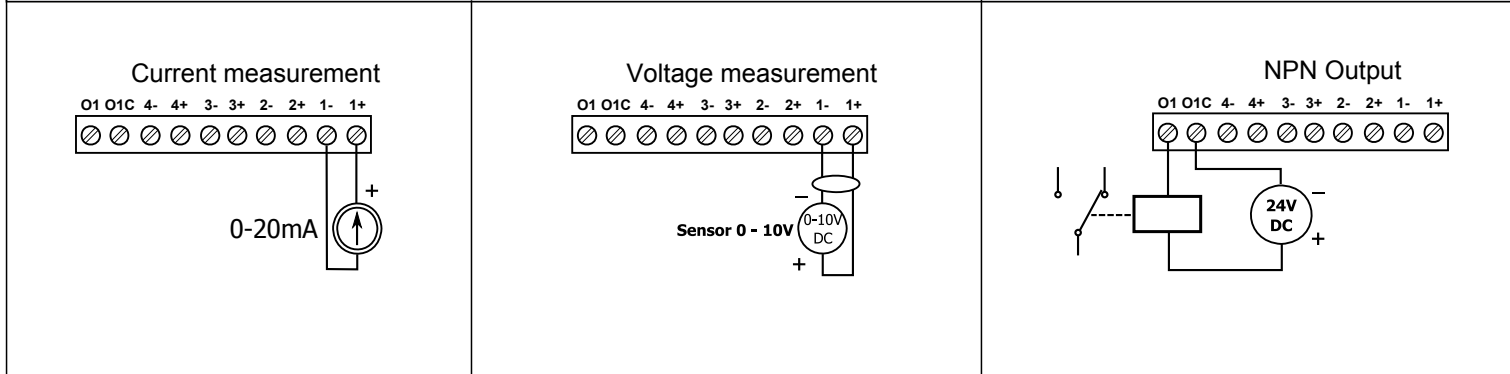 Current measurement
O1 O1C 4- 4+ 3- 3+ 2- 2+ 1- 1+
+
0-20mA
Voltage measurement
O1 O1C 4- 4+ 3- 3+ 2- 2+ 1- 1+
−
Sensor 0 - 10V
0-10V
DC
+
NPN Output
O1 O1C 4- 4+ 3- 3+ 2- 2+ 1- 1+
−
24V
DC
+